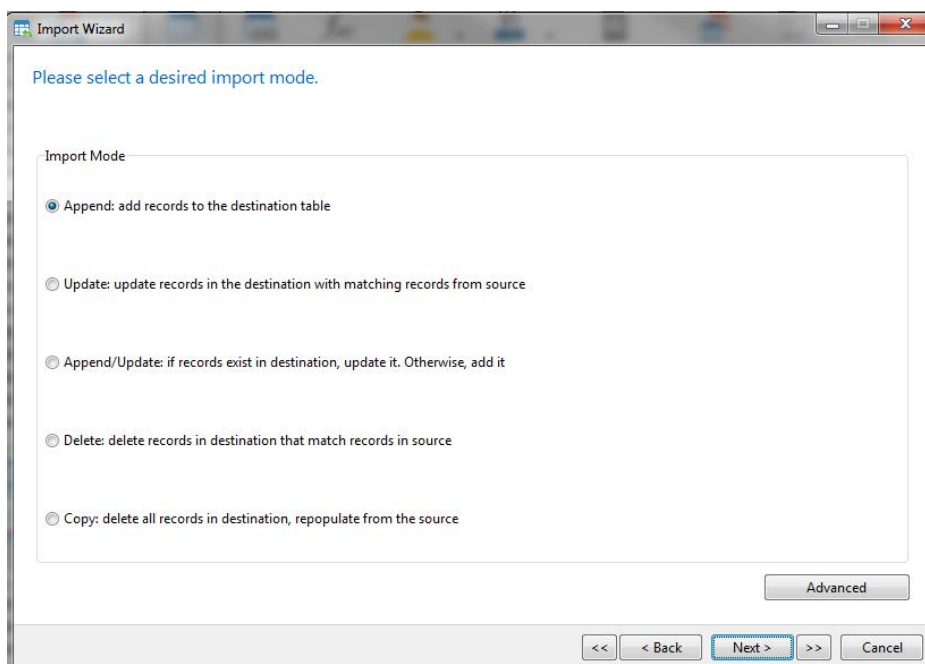 Import Wizard
Please select a desired import mode.
Import Mode
Append: add records to the destination table
Update: update records in the destination with matching records from source
Append/Update: if records exist in destination, update it. Otherwise, add it
Delete: delete records in destination that match records in source
Copy: delete all records in destination, repopulate from the source
Advanced
<< < Back Next > >> Cancel